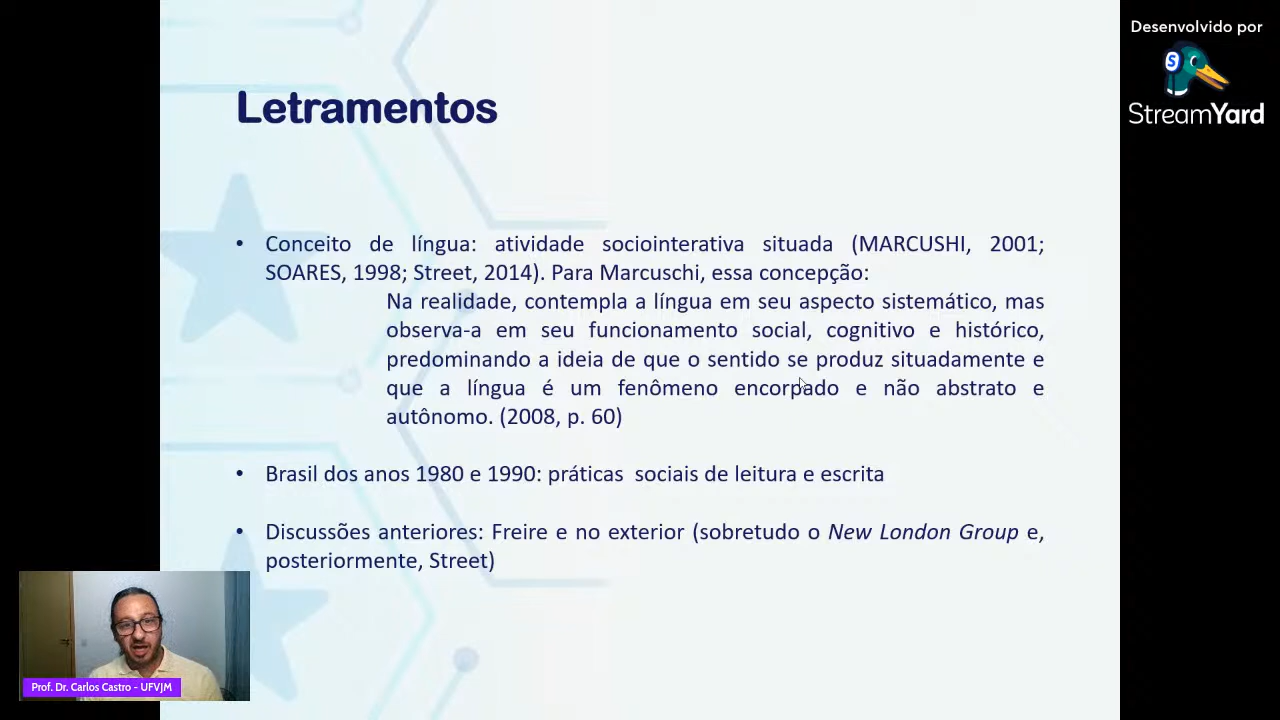 Desenvolvido por
S
StreamYard
Letramentos
• Conceito de língua: atividade sociointerativa situada (MARCUSHI, 2001;
SOARES, 1998; Street, 2014). Para Marcuschi, essa concepção:
Na realidade, contempla a língua em seu aspecto sistemático, mas
observa-a em seu funcionamento social, cognitivo e histórico,
predominando a ideia de que o sentido se produz situadamente e
que a língua é um fenômeno encorpado e não abstrato e
autônomo. (2008, p. 60)
• Brasil dos anos 1980 e 1990: práticas sociais de leitura e escrita
• Discussões anteriores: Freire e no exterior (sobretudo o New London Group e,
posteriormente, Street)
Prof. Dr. Carlos Castro - UFVJM